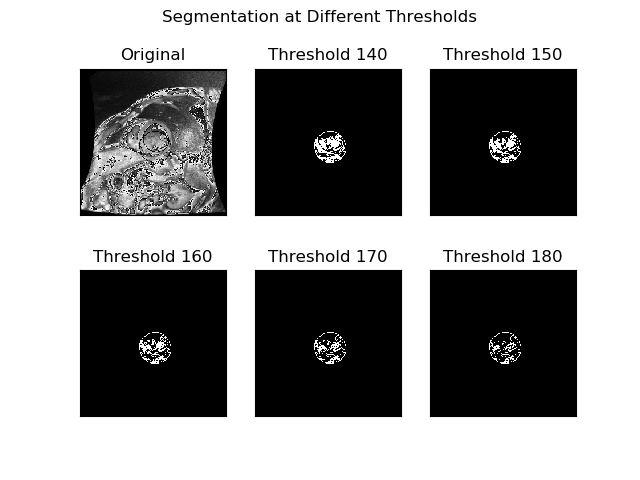 Segmentation at Different Thresholds
Original
Threshold 140
Threshold 150
Threshold 160
Threshold 170
Threshold 180